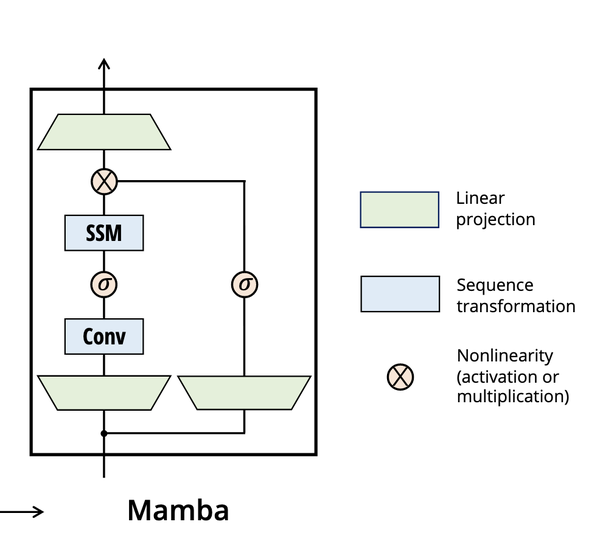 SSM
σ
σ
Conv
Linear
projection
Sequence
transformation
Nonlinearity
(activation or
multiplication)
Mamba